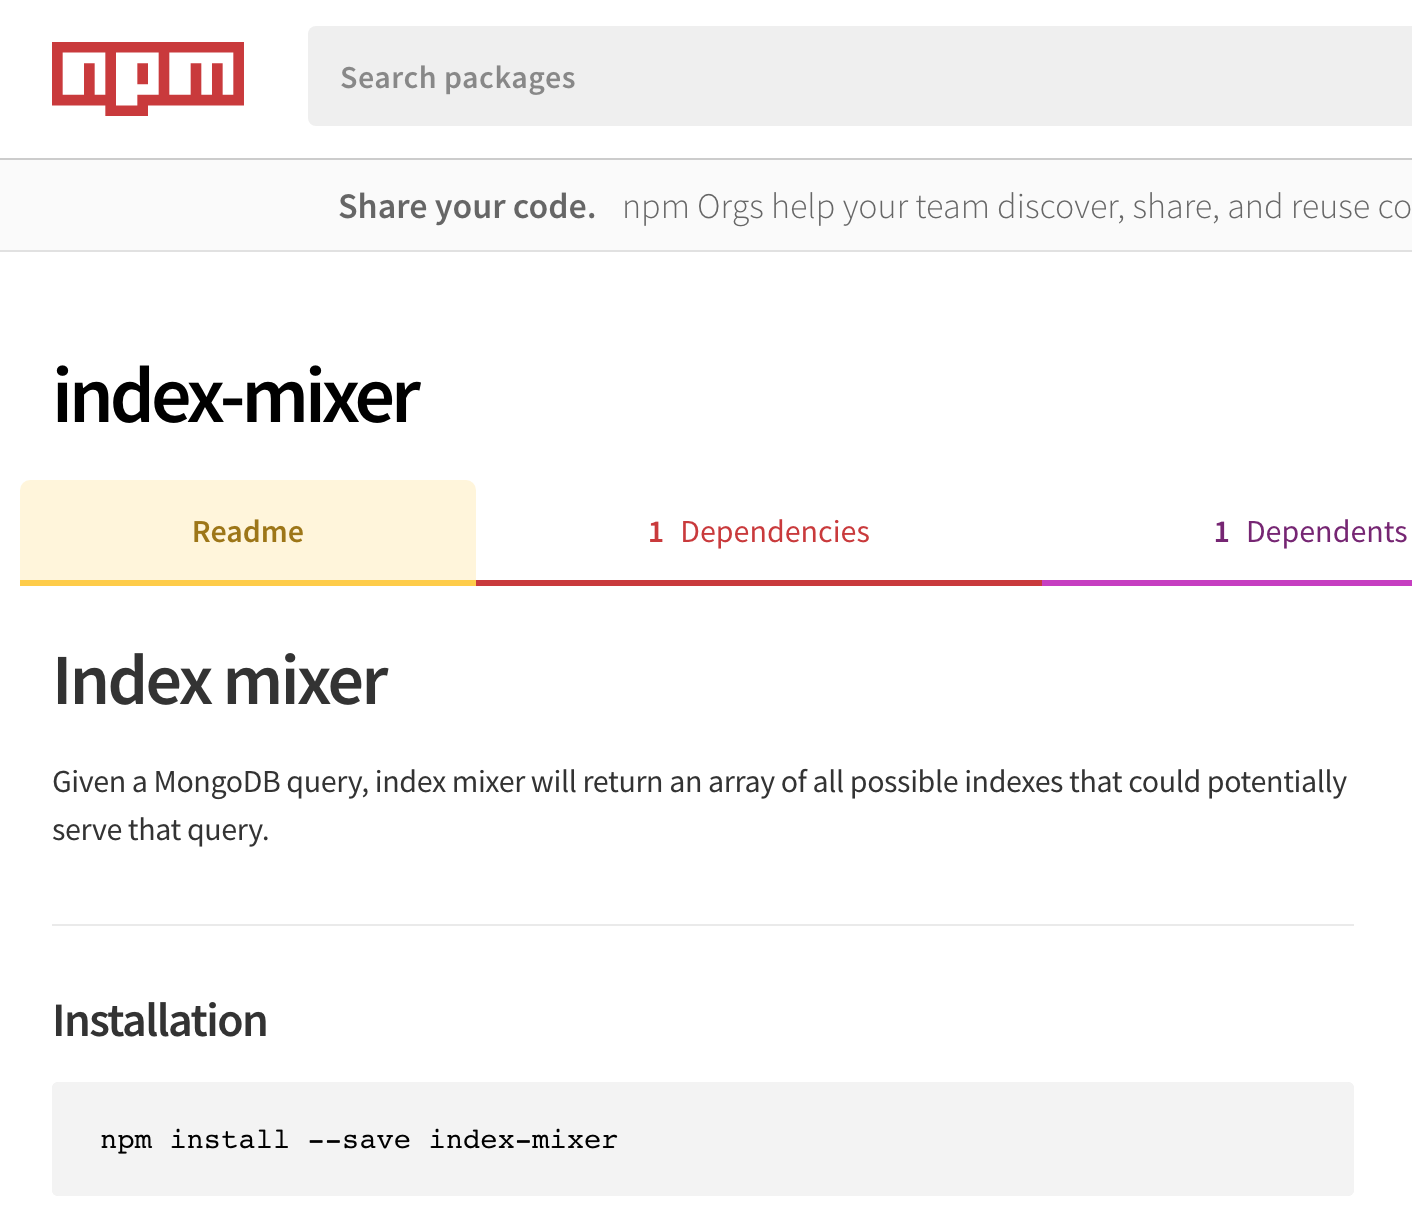 npm
Search packages
Share your code. npm Orgs help your team discover, share, and reuse co
index-mixer
Readme
1 Dependencies
1 Dependents
Index mixer
Given a MongoDB query, index mixer will return an array of all possible indexes that could potentially
serve that query.
Installation
npm install --save index-mixer